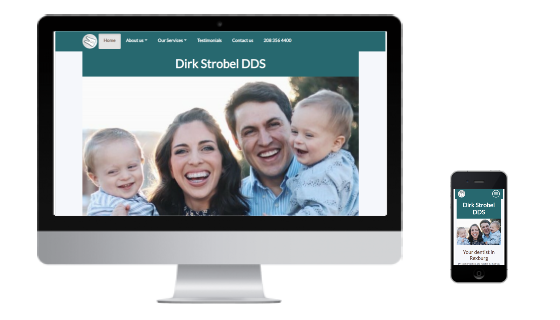 Home About us Our Services Testimonials Contact us 208 256 4400
Dirk Strobel DDS
Dirk Strobel
DDS
Your dentist in
Rexburg